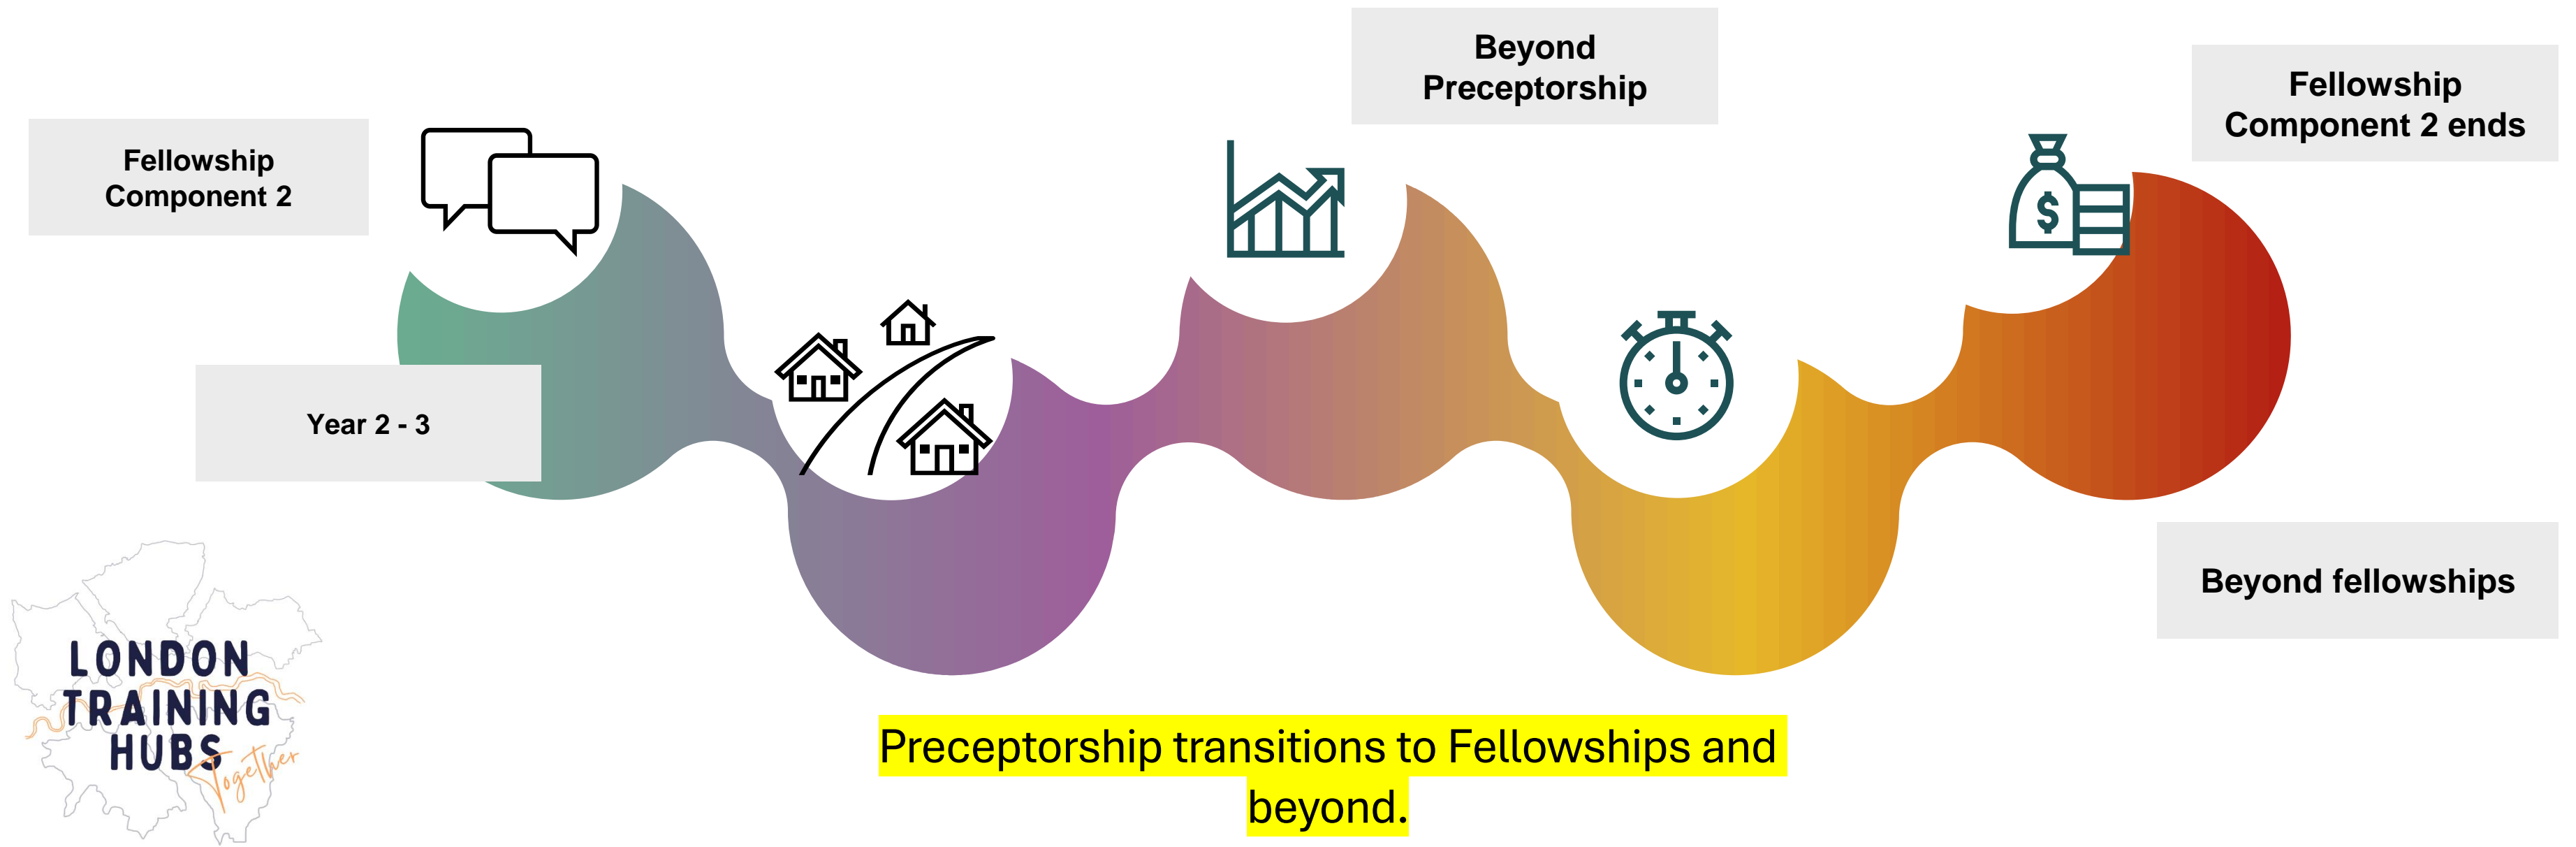 Fellowship
Component 2
Year 2 - 3
Beyond
Preceptorship
$
Fellowship
Component 2 ends
Beyond fellowships
LONDON
TRAINING
HUBS
Together
Preceptorship transitions to Fellowships and
beyond.